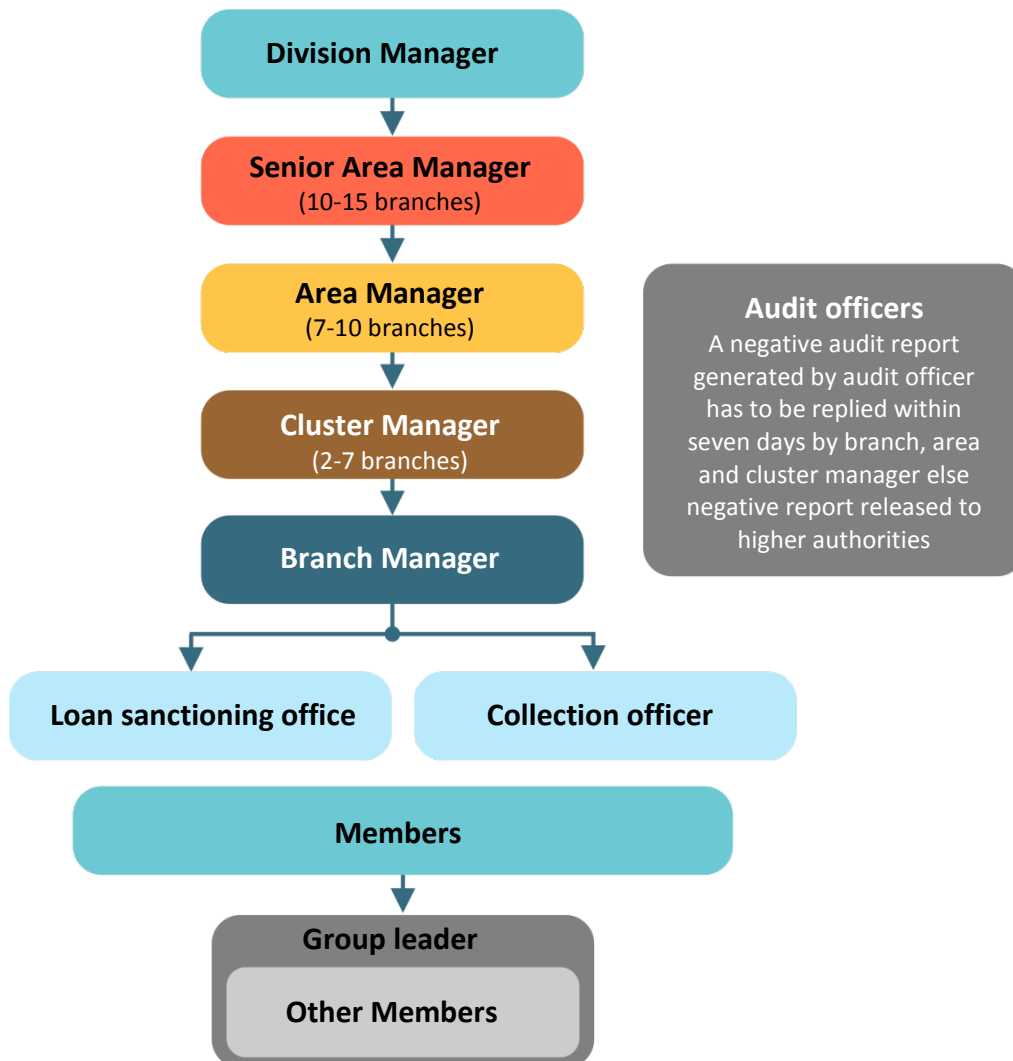 Division Manager
Senior Area Manager
(10-15 branches)
Area Manager
(7-10 branches)
Audit officers
A negative audit report
generated by audit officer
has to be replied within
seven days by branch, area
and cluster manager else
negative report released to
higher authorities
Cluster Manager
(2-7 branches)
Branch Manager
Loan sanctioning office
Collection officer
Members
Group leader
Other Members